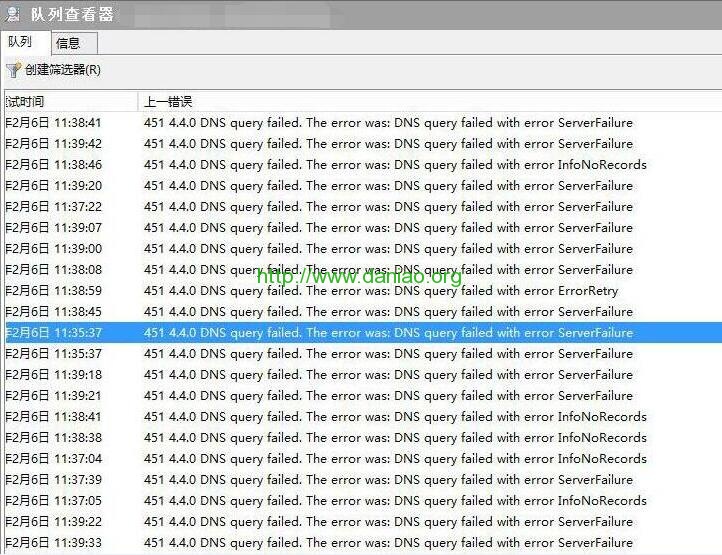 队列查看器
队列 信息
创建筛选器(R)
试时间 上一错误
F2月6日 11:38:41 451 4.4.0 DNS query failed. The error was: DNS query failed with error ServerFailure
F2月6日 11:39:42 451 4.4.0 DNS query failed. The error was: DNS query failed with error ServerFailure
F2月6日 11:38:46 451 4.4.0 DNS query failed. The error was: DNS query failed with error InfoNoRecords
F2月6日 11:39:20 451 4.4.0 DNS query failed. The error was: DNS query failed with error ServerFailure
F2月6日 11:37:22 451 4.4.0 DNS query failed. The error was: DNS query failed with error ServerFailure
F2月6日 11:39:07 451 4.4.0 DNS query failed. The error was: DNS query failed with error ServerFailure
F2月6日 11:39:00 451 4.4.0 DNS query failed. The error was: DNS query failed with error ServerFailure
F2月6日 11:38:08 451 4.4.0 DNS query failed. The error was: DNS query failed with error ServerFailure
http://www.daniao.org
F2月6日 11:38:59 451 4.4.0 DNS query failed. The error was: DNS query failed with error ErrorRetry
F2月6日 11:38:45 451 4.4.0 DNS query failed. The error was: DNS query failed with error ServerFailure
F2月6日 11:35:37 451 4.4.0 DNS query failed. The error was: DNS query failed with error ServerFailure
F2月6日 11:35:37 451 4.4.0 DNS query failed. The error was: DNS query failed with error ServerFailure
F2月6日 11:39:18 451 4.4.0 DNS query failed. The error was: DNS query failed with error ServerFailure
F2月6日 11:39:21 451 4.4.0 DNS query failed. The error was: DNS query failed with error ServerFailure
F2月6日 11:38:41 451 4.4.0 DNS query failed. The error was: DNS query failed with error InfoNoRecords
F2月6日 11:38:38 451 4.4.0 DNS query failed. The error was: DNS query failed with error InfoNoRecords
F2月6日 11:37:04 451 4.4.0 DNS query failed. The error was: DNS query failed with error InfoNoRecords
F2月6日 11:37:39 451 4.4.0 DNS query failed. The error was: DNS query failed with error ServerFailure
F2月6日 11:37:05 451 4.4.0 DNS query failed. The error was: DNS query failed with error InfoNoRecords
F2月6日 11:39:22 451 4.4.0 DNS query failed. The error was: DNS query failed with error ServerFailure
F2月6日 11:39:33 451 4.4.0 DNS query failed. The error was: DNS query failed with error ServerFailure